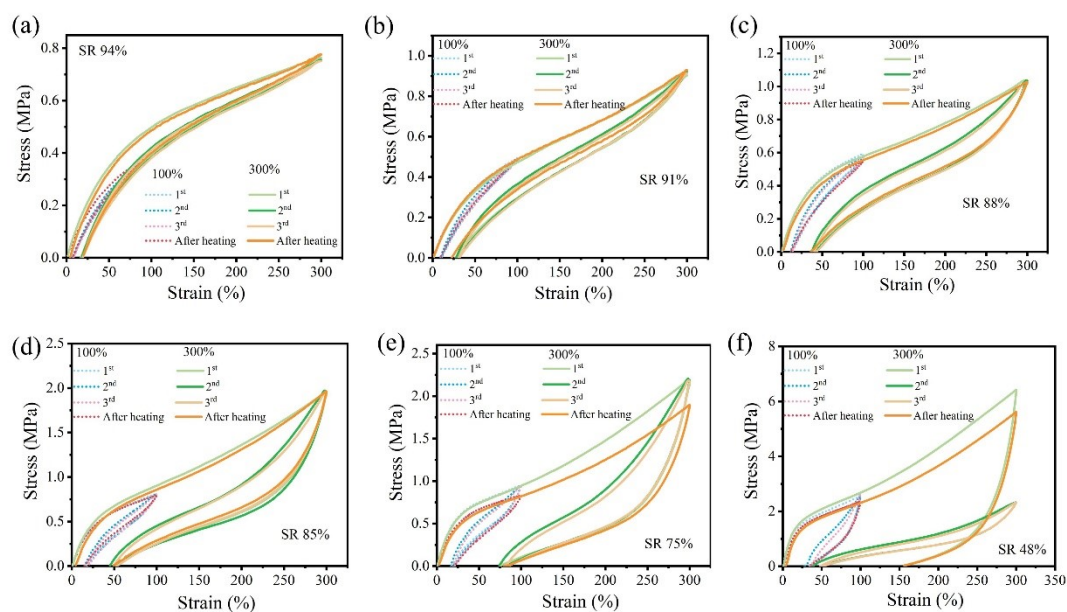 (a)
SR 94%
0.8
0.6
0.4
0.2
0.0
Stress (MPa)
100% 300%
1st 1st
2nd 2nd
3rd 3rd
After heating After heating
0 50 100 150 200 250 300
Strain (%)
(b)
1.0
0.8
0.6
0.4
0.2
0.0
Stress (MPa)
100% 300%
1st 1st
2nd 2nd
3rd 3rd
After heating After heating
SR 91%
0 50 100 150 200 250 300
Strain (%)
(c)
1.2
1.0
0.8
0.6
0.4
0.2
0.0
Stress (MPa)
100% 300%
1st 1st
2nd 2nd
3rd 3rd
After heating After heating
SR 88%
0 50 100 150 200 250 300
Strain (%)
(d)
2.5
2.0
1.5
1.0
0.5
0.0
Stress (MPa)
100% 300%
1st 1st
2nd 2nd
3rd 3rd
After heating After heating
SR 85%
0 50 100 150 200 250 300
Strain (%)
(e)
2.5
2.1
1.7
1.3
0.8
0.4
0.0
Stress (MPa)
100% 300%
1st 1st
2nd 2nd
3rd 3rd
After heating After heating
SR 75%
0 50 100 150 200 250 300
Strain (%)
(f)
8
6
4
2
0
Stress (MPa)
100% 300%
1st 1st
2nd 2nd
3rd 3rd
After heating After heating
SR 48%
0 50 100 150 200 250 300 350
Strain (%)